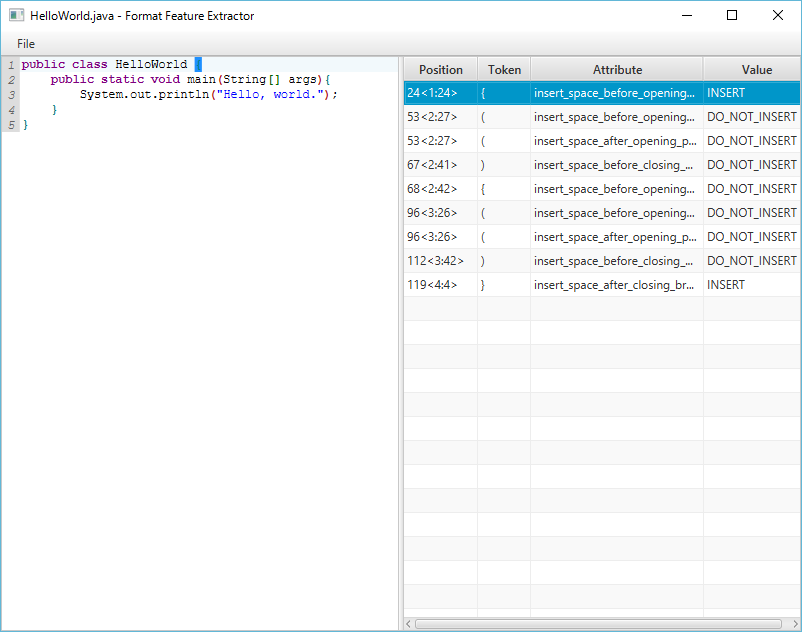 HelloWorld.java - Format Feature Extractor
File
1 public class HelloWorld {
2     public static void main(String[] args){
3         System.out.println("Hello, world.");
4     }
5 }
Position Token Attribute Value
24<1:24> { insert_space_before_opening... INSERT
53<2:27> ( insert_space_before_opening... DO_NOT_INSERT
53<2:27> ( insert_space_after_opening_p... DO_NOT_INSERT
67<2:41> ) insert_space_before_closing_... DO_NOT_INSERT
68<2:42> { insert_space_before_opening... DO_NOT_INSERT
96<3:26> ( insert_space_before_opening... DO_NOT_INSERT
96<3:26> ( insert_space_after_opening_p... DO_NOT_INSERT
112<3:42> ) insert_space_before_closing_... DO_NOT_INSERT
119<4:4> } insert_space_after_closing_br... INSERT